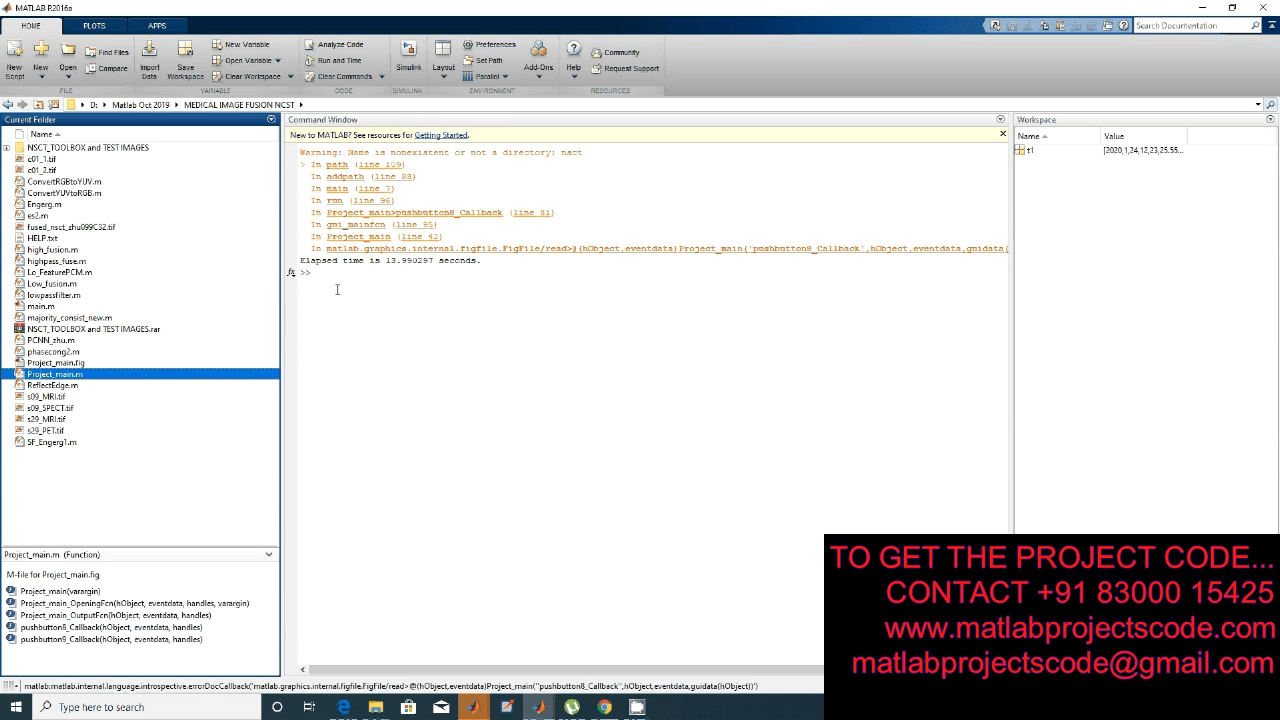 MATLAB R2016a
HOME PLOTS APPS
Search Documentation
New Script
New
Open
Find Files
Compare
FILE
Import Data
Save Workspace
New Variable
Open Variable
Clear Workspace
VARIABLE
Analyze Code
Run and Time
Clear Commands
CODE
Simulink
SIMULINK
Layout
Preferences
Set Path
Parallel
ENVIRONMENT
Add-Ons
Help
Community
Request Support
RESOURCES
D: Matlab Oct 2019 MEDICAL IMAGE FUSION NCST
Current Folder
Name
NSCT_TOOLBOX and TEST IMAGES
c01_1.tif
c01_2.tif
ConvertRGBtoYUV.m
ConvertYUVtoRGB.m
Engerg.m
es2.m
fused_nsct_zhu099C32.tif
HELP.txt
high_fusion.m
highpass_fuse.m
Lo_FeaturePCM.m
Low_fusion.m
lowpassfilter.m
main.m
majority_consist_new.m
NSCT_TOOLBOX and TEST IMAGES.rar
PCNN_zhu.m
phasecong2.m
Project_main.fig
Project_main.m
ReflectEdge.m
s09_MRI.tif
s09_SPECT.tif
s29_MRI.tif
s29_PET.tif
SF_Engerg1.m
Project_main.m (Function)
M-file for Project_main.fig
Project_main(varargin)
Project_main_OpeningFcn(hObject, eventdata, handles, varargin)
Project_main_OutputFcn(hObject, eventdata, handles)
pushbutton8_Callback(hObject, eventdata, handles)
pushbutton9_Callback(hObject, eventdata, handles)
Command Window
New to MATLAB? See resources for Getting Started.
Warning: Name is nonexistent or not a directory: nsct
> In path (line 109)
In addpath (line 88)
In main (line 7)
In run (line 96)
In Project_main>pushbutton8_Callback (line 81)
In gui_mainfcn (line 95)
In Project_main (line 42)
In matlab.graphics.internal.figfile.FigFile/read>@(hObject,eventdata)Project_main('pushbutton8_Callback',hObject,eventdata,guidata(
Elapsed time is 13.990297 seconds.
fx >>
Workspace
Name Value
t1 [2020,1,24,12,23,25.55...
TO GET THE PROJECT CODE...
CONTACT +91 83000 15425
www.matlabprojectscode.com
matlabprojectscode@gmail.com
matlab:matlab.internal.language.introspective.errorDocCallback('matlab.graphics.internal.figfile.FigFile/read>@(hObject,eventdata)Project_main(''pushbutton8_Callback'',hObject,eventdata,guidata(hObject))')
Type here to search